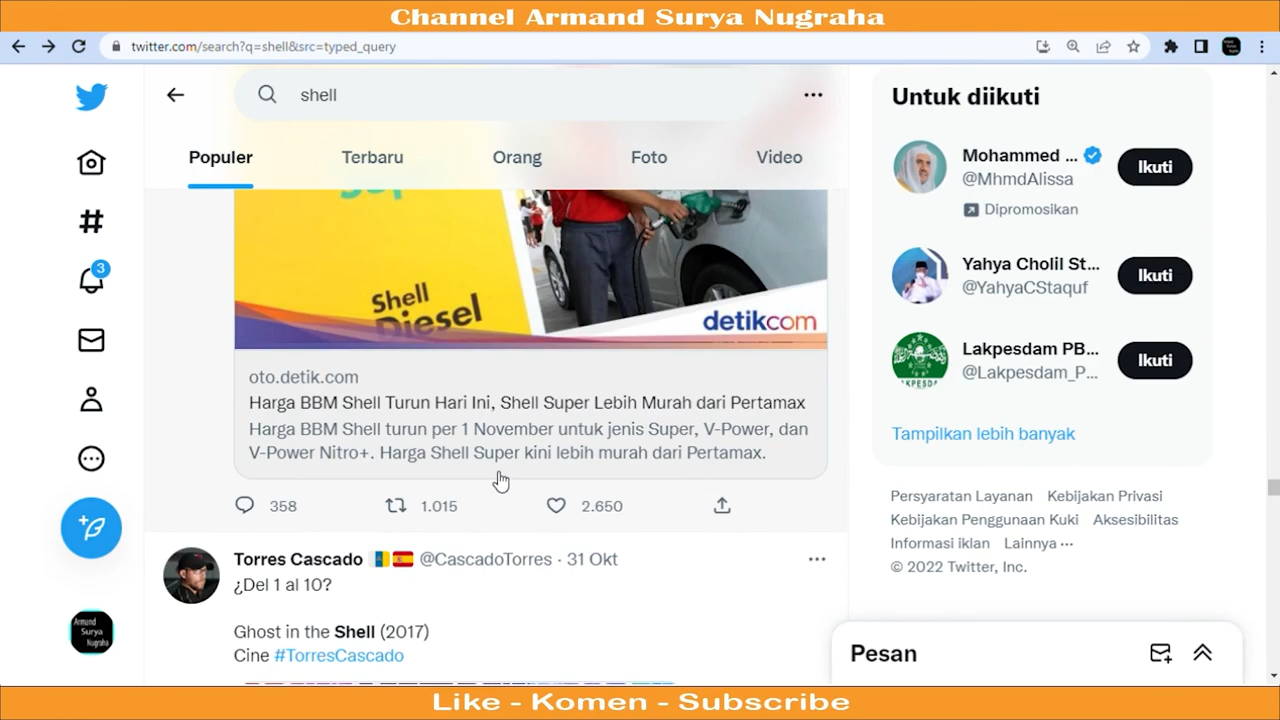 Channel Armand Surya Nugraha
twitter.com/search?q=shell&src=typed_query
shell
Populer
Terbaru
Orang
Foto
Video
Shell
Diesel
detikcom
oto.detik.com
Harga BBM Shell Turun Hari Ini, Shell Super Lebih Murah dari Pertamax
Harga BBM Shell turun per 1 November untuk jenis Super, V-Power, dan
V-Power Nitro+. Harga Shell Super kini lebih murah dari Pertamax.
358
1.015
2.650
Torres Cascado @CascadoTorres · 31 Okt
¿Del 1 al 10?
Ghost in the Shell (2017)
Cine #TorresCascado
3
Armand
Surya
Nugraha
Untuk diikuti
Mohammed ...
@MhmdAlissa
Dipromosikan
Ikuti
Yahya Cholil St...
@YahyaCStaquf
Ikuti
Lakpesdam PB...
@Lakpesdam_P...
Ikuti
Tampilkan lebih banyak
Persyaratan Layanan Kebijakan Privasi
Kebijakan Penggunaan Kuki Aksesibilitas
Informasi iklan Lainnya ···
© 2022 Twitter, Inc.
Pesan
Like - Komen - Subscribe